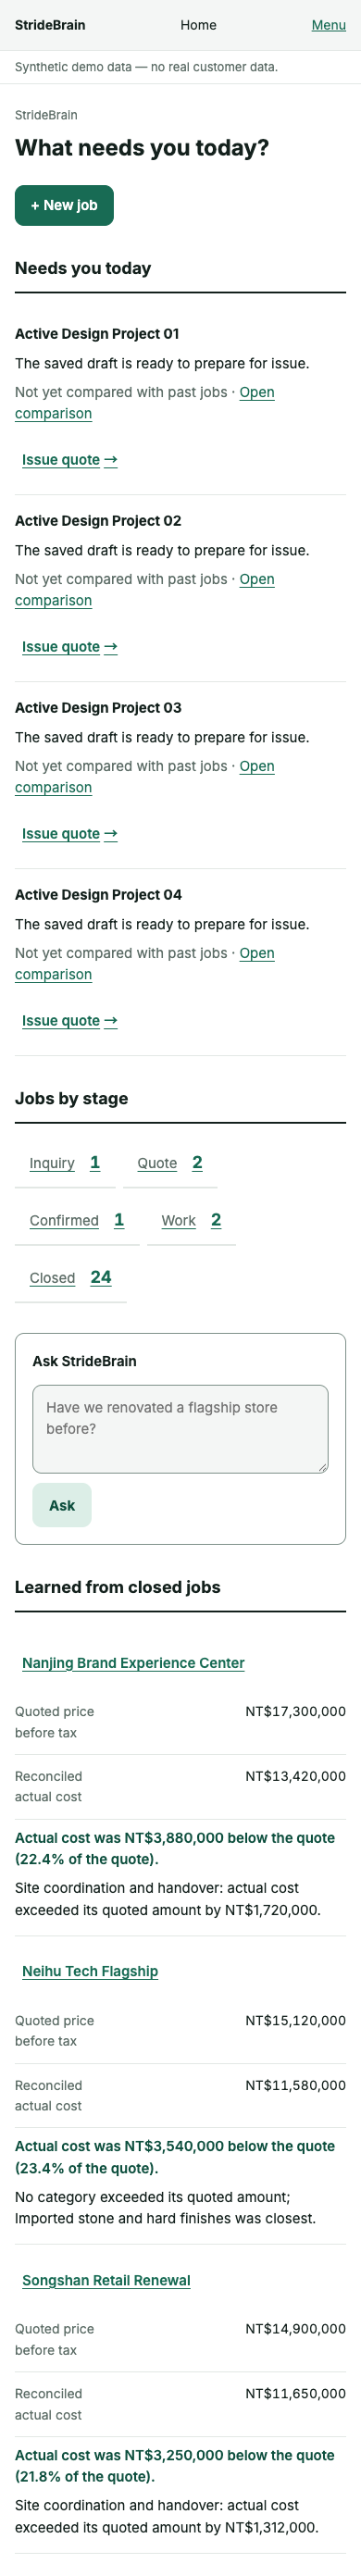 StrideBrain Home Menu
Synthetic demo data — no real customer data.
StrideBrain
What needs you today?
+ New job
Needs you today
Active Design Project 01
The saved draft is ready to prepare for issue.
Not yet compared with past jobs · Open
comparison
Issue quote →
Active Design Project 02
The saved draft is ready to prepare for issue.
Not yet compared with past jobs · Open
comparison
Issue quote →
Active Design Project 03
The saved draft is ready to prepare for issue.
Not yet compared with past jobs · Open
comparison
Issue quote →
Active Design Project 04
The saved draft is ready to prepare for issue.
Not yet compared with past jobs · Open
comparison
Issue quote →
Jobs by stage
Inquiry 1 Quote 2
Confirmed 1 Work 2
Closed 24
Ask StrideBrain
Have we renovated a flagship store
before?
Ask
Learned from closed jobs
Nanjing Brand Experience Center
Quoted price NT$17,300,000
before tax
Reconciled NT$13,420,000
actual cost
Actual cost was NT$3,880,000 below the quote
(22.4% of the quote).
Site coordination and handover: actual cost
exceeded its quoted amount by NT$1,720,000.
Neihu Tech Flagship
Quoted price NT$15,120,000
before tax
Reconciled NT$11,580,000
actual cost
Actual cost was NT$3,540,000 below the quote
(23.4% of the quote).
No category exceeded its quoted amount;
Imported stone and hard finishes was closest.
Songshan Retail Renewal
Quoted price NT$14,900,000
before tax
Reconciled NT$11,650,000
actual cost
Actual cost was NT$3,250,000 below the quote
(21.8% of the quote).
Site coordination and handover: actual cost
exceeded its quoted amount by NT$1,312,000.